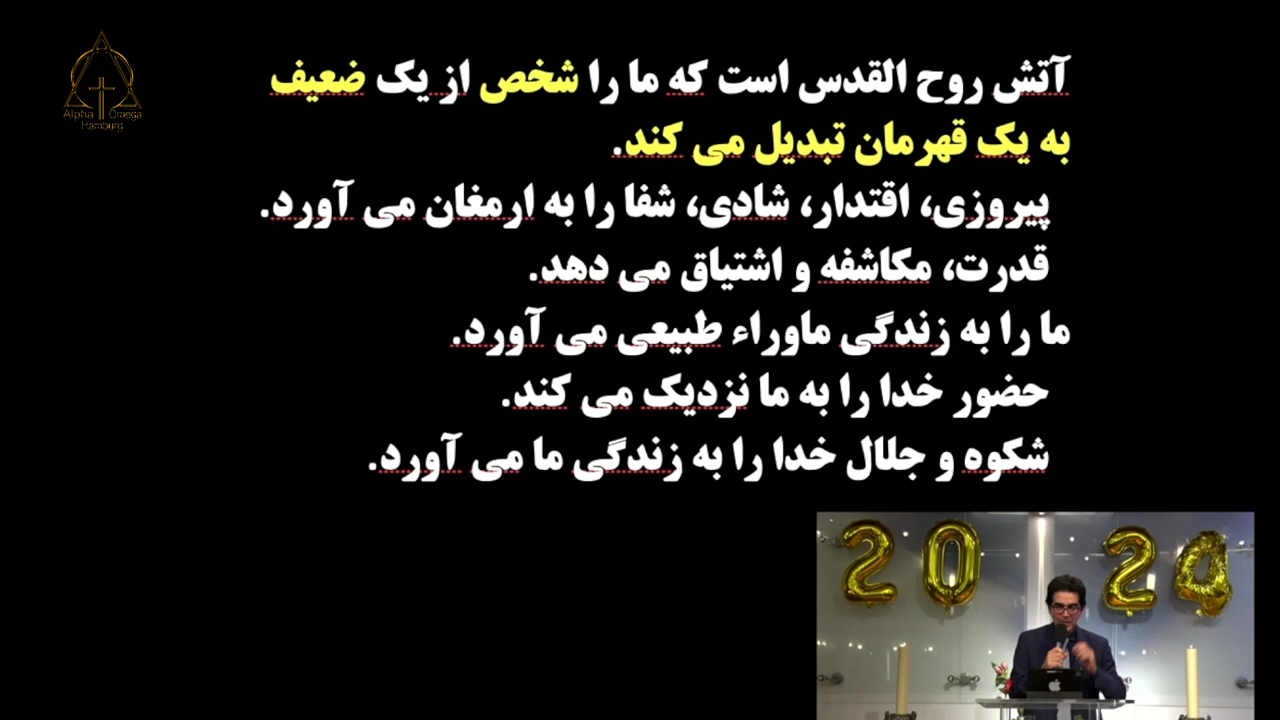 Alpha Omega
Hamburg
آتش روح القدس است که ما را شخص از یک ضعیف
به یک قهرمان تبدیل می کند.
پیروزی، اقتدار، شادی، شفا را به ارمغان می آورد.
قدرت، مکاشفه و اشتیاق می دهد.
ما را به زندگی ماوراء طبیعی می آورد.
حضور خدا را به ما نزدیک می کند.
شکوه و جلال خدا را به زندگی ما می آورد.
2024